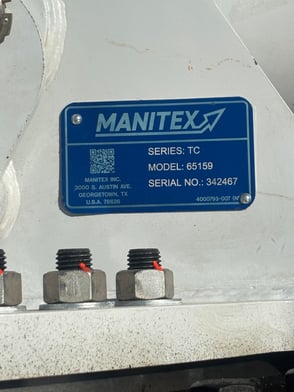 MANITEX
SERIES: TC
MODEL: 65159
SERIAL NO.: 342467
MANITEX INC.
3000 S. AUSTIN AVE.
GEORGETOWN, TX
U.S.A. 78626